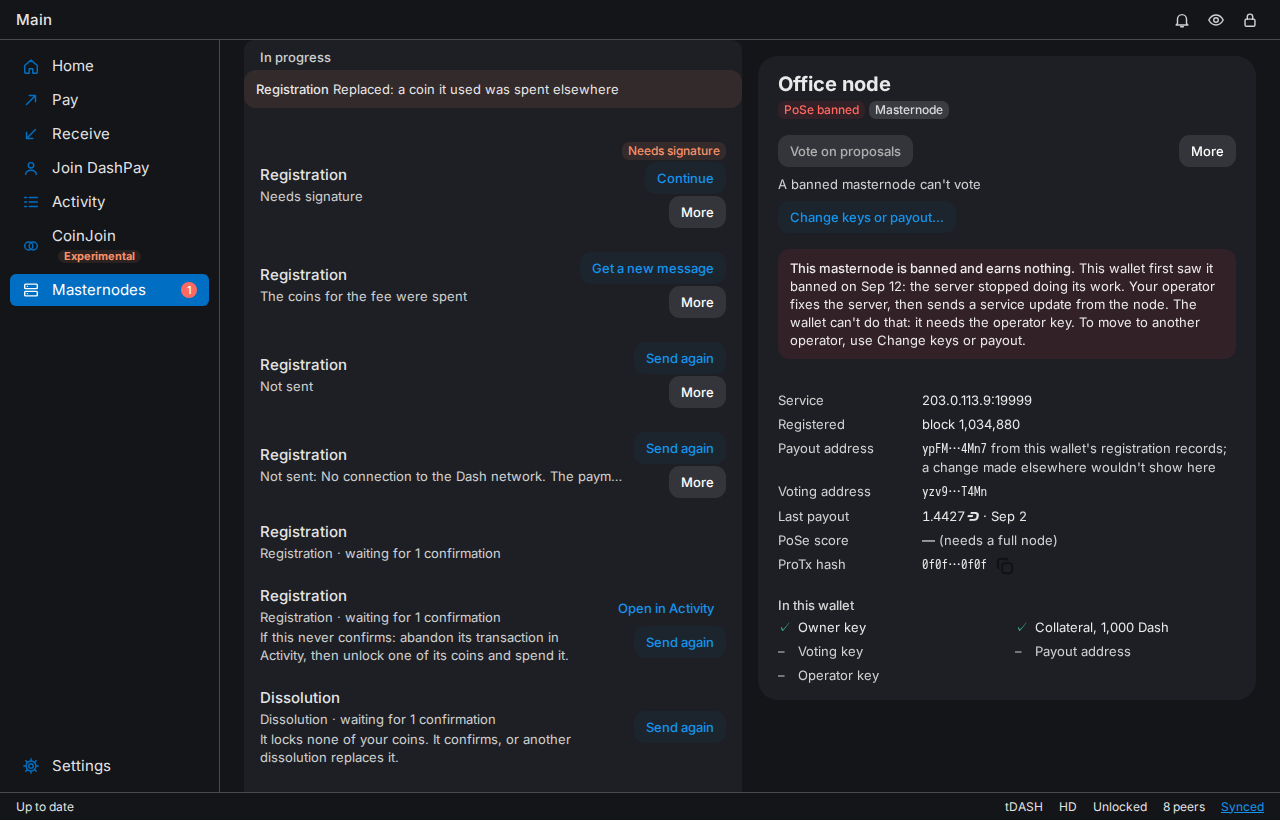 Main
Home
Pay
Receive
Join DashPay
Activity
CoinJoin
Experimental
Masternodes
1
Settings
In progress
Registration Replaced: a coin it used was spent elsewhere
Needs signature
Registration
Continue
Needs signature
More
Registration
Get a new message
The coins for the fee were spent
More
Registration
Send again
Not sent
More
Registration
Send again
Not sent: No connection to the Dash network. The paym...
More
Registration
Registration · waiting for 1 confirmation
Registration
Registration · waiting for 1 confirmation
Open in Activity
If this never confirms: abandon its transaction in
Activity, then unlock one of its coins and spend it.
Send again
Dissolution
Dissolution · waiting for 1 confirmation
Send again
It locks none of your coins. It confirms, or another
dissolution replaces it.
Office node
PoSe banned Masternode
Vote on proposals
More
A banned masternode can't vote
Change keys or payout...
This masternode is banned and earns nothing. This wallet first saw it
banned on Sep 12: the server stopped doing its work. Your operator
fixes the server, then sends a service update from the node. The
wallet can't do that: it needs the operator key. To move to another
operator, use Change keys or payout.
Service 203.0.113.9:19999
Registered block 1,034,880
Payout address ypFM···4Mn7 from this wallet's registration records;
a change made elsewhere wouldn't show here
Voting address yzv9···T4Mn
Last payout 1.4427 · Sep 2
PoSe score — (needs a full node)
ProTx hash 0f0f···0f0f
In this wallet
✓ Owner key ✓ Collateral, 1,000 Dash
– Voting key – Payout address
– Operator key
Up to date
tDASH HD Unlocked 8 peers Synced